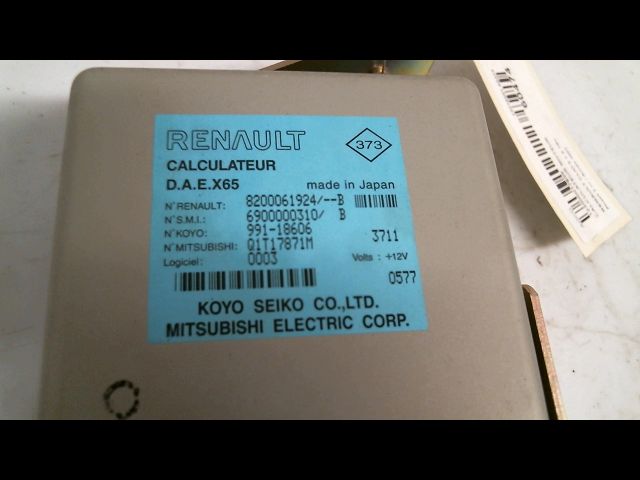 RENAULT
373
CALCULATEUR
D.A.E.X65 made in Japan
N°RENAULT: 8200061924/--B
N°S.M.I.: 6900000310/ B
N°KOYO: 991-18606 3711
N°MITSUBISHI: Q1T17871M
Logiciel: 0003 Volts : +12V
0577
KOYO SEIKO CO.,LTD.
MITSUBISHI ELECTRIC CORP.